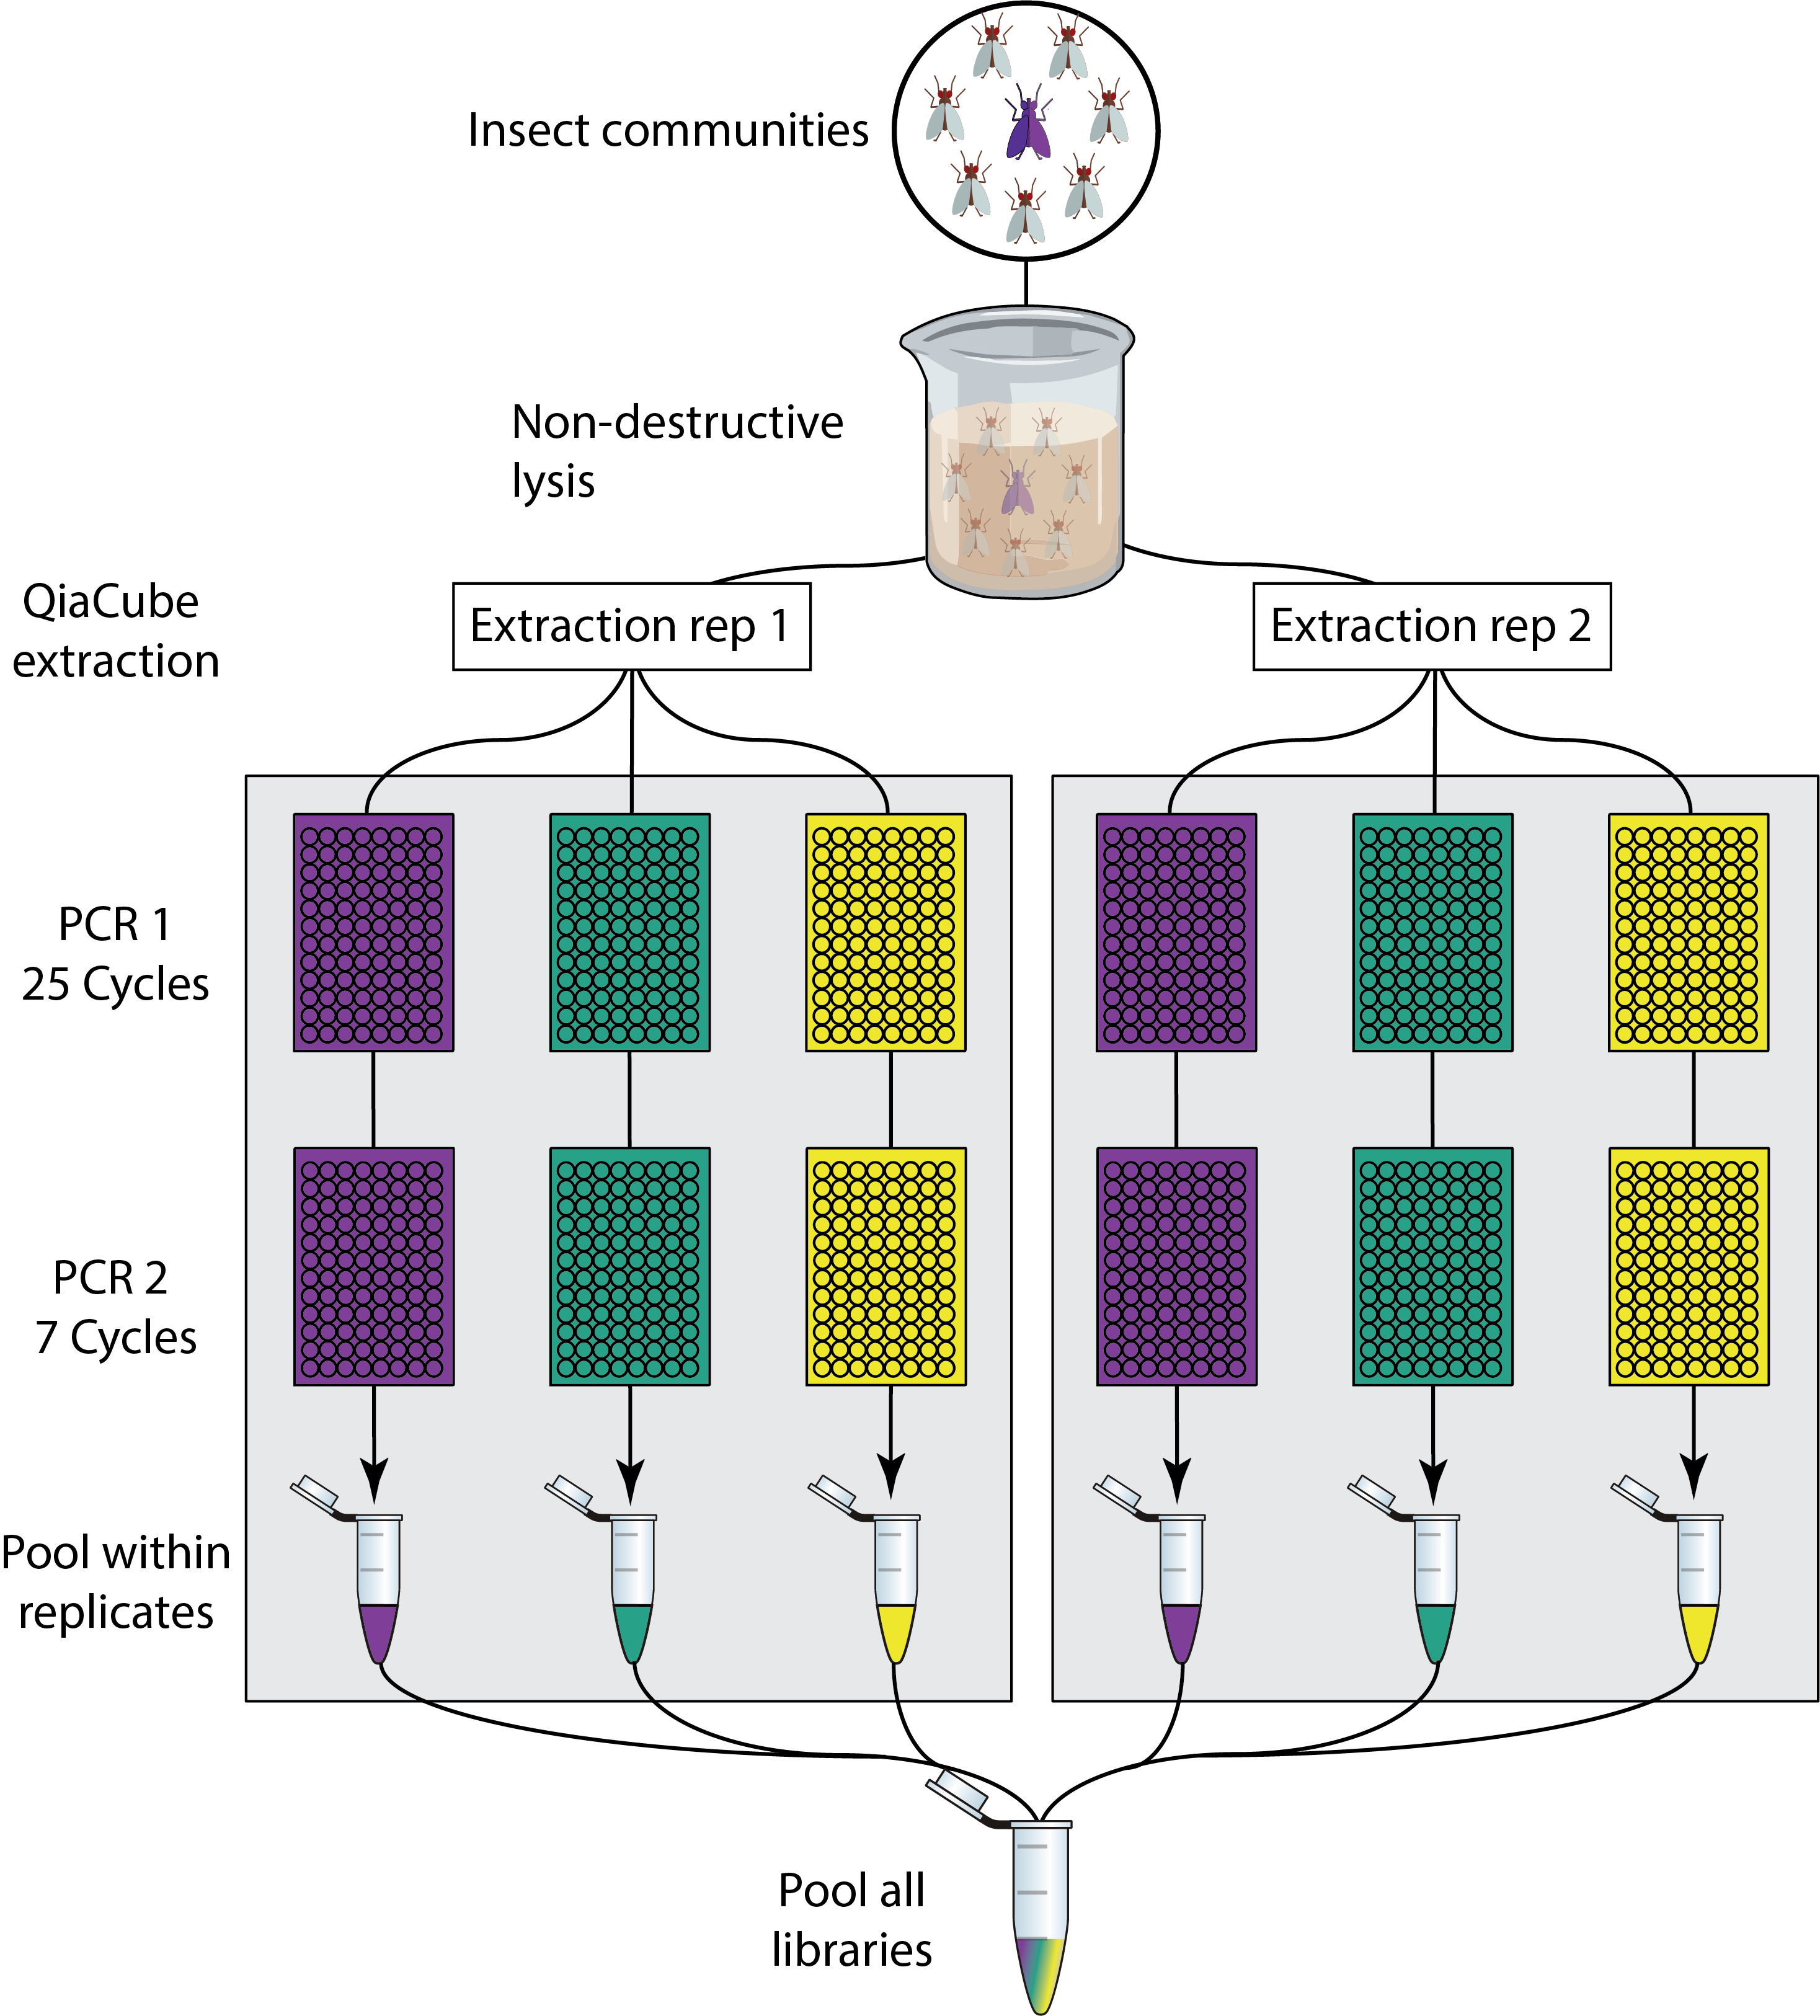 Insect communities
Non-destructive
lysis
QiaCube
extraction
Extraction rep 1
Extraction rep 2
PCR 1
25 Cycles
PCR 2
7 Cycles
Pool within
replicates
Pool all
libraries